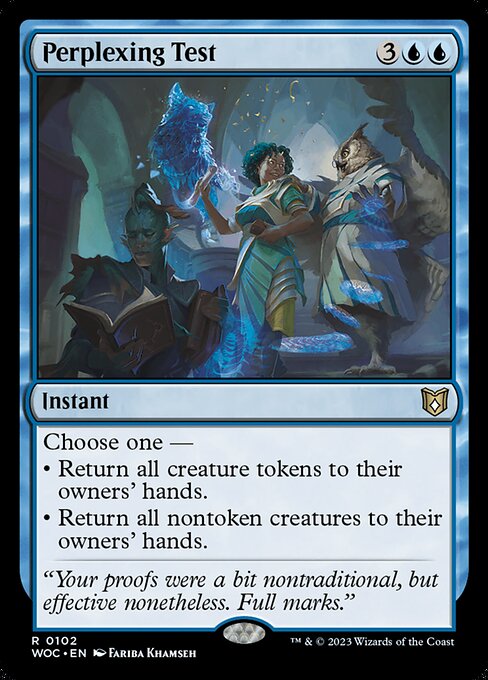 Perplexing Test 3
Instant
Choose one —
• Return all creature tokens to their
owners’ hands.
• Return all nontoken creatures to their
owners’ hands.
“Your proofs were a bit nontraditional, but
effective nonetheless. Full marks.”
R 0102
WOC • EN Fariba Khamseh
™ & © 2023 Wizards of the Coast